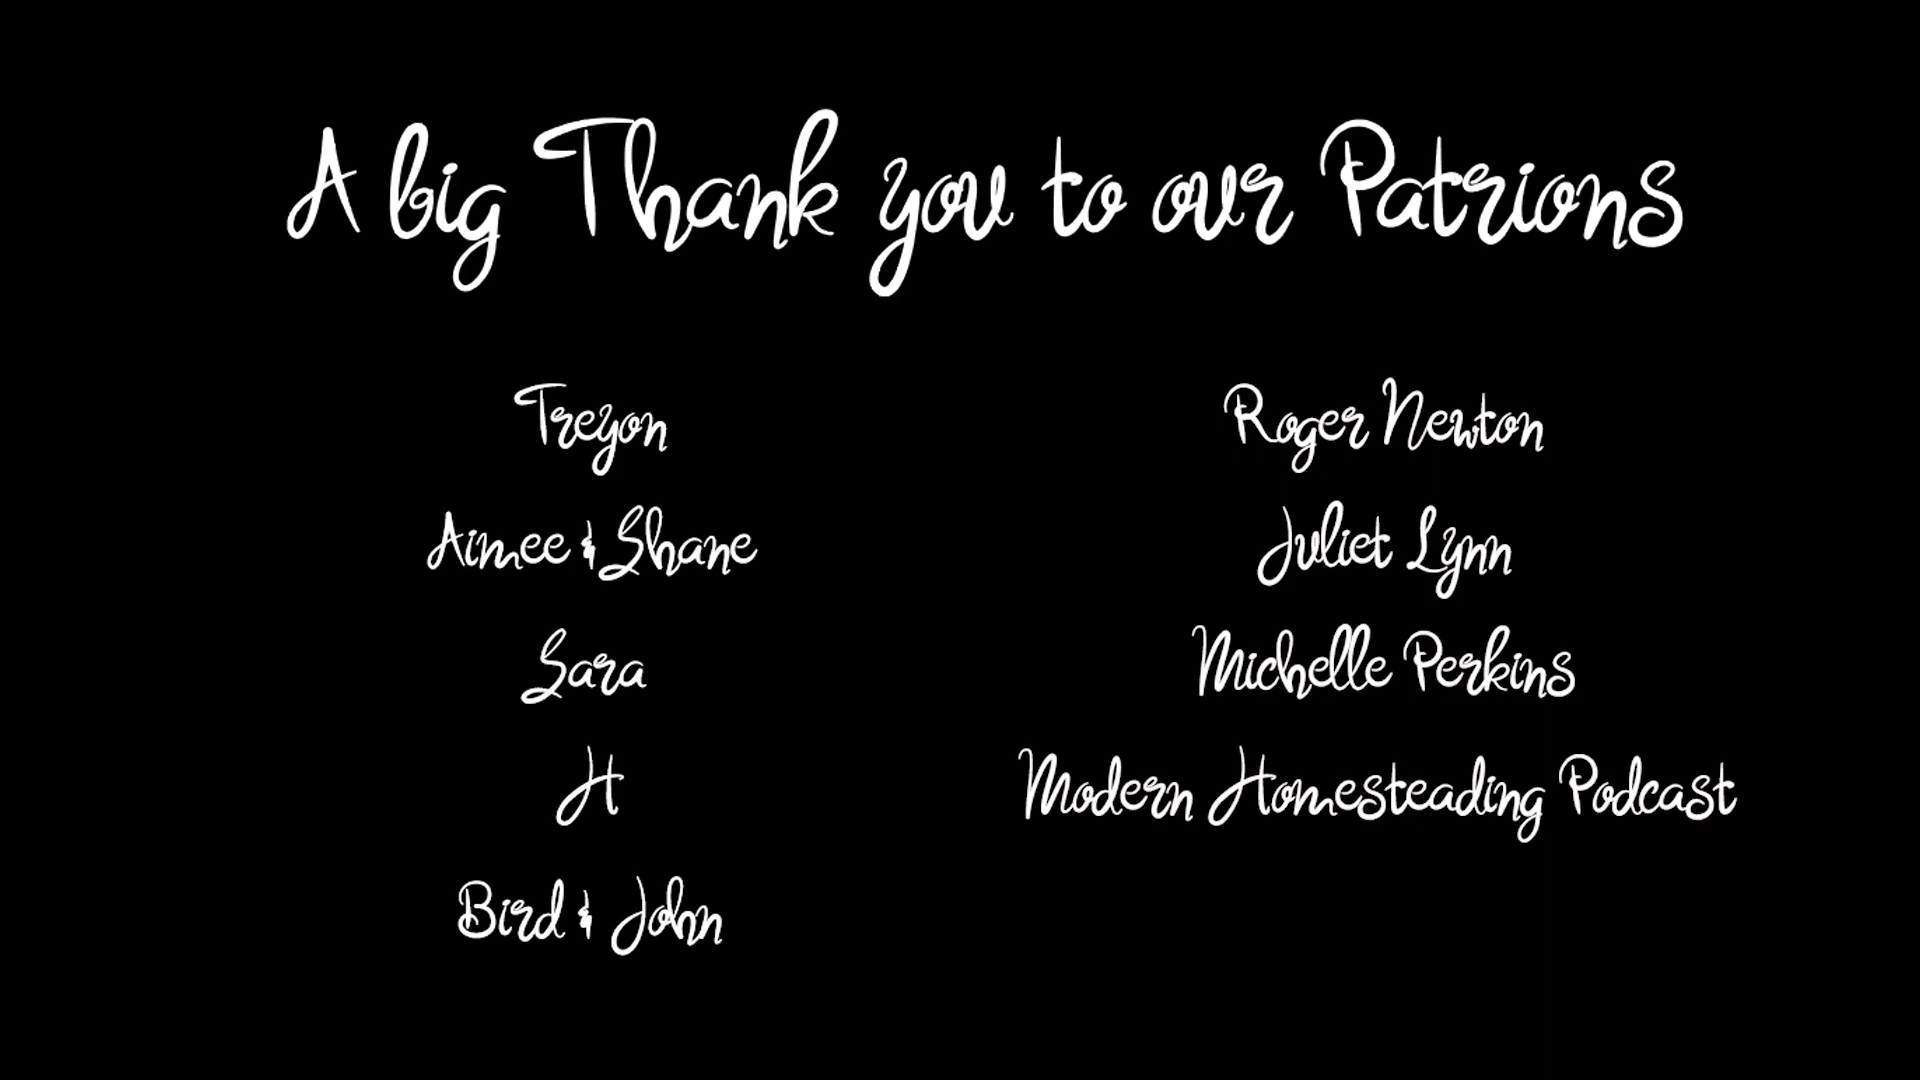 A big Thank you to our Patrions
Treyon
Aimee & Shane
Sara
H
Bird & John
Roger Newton
Juliet Lynn
Michelle Perkins
Modern Homesteading Podcast